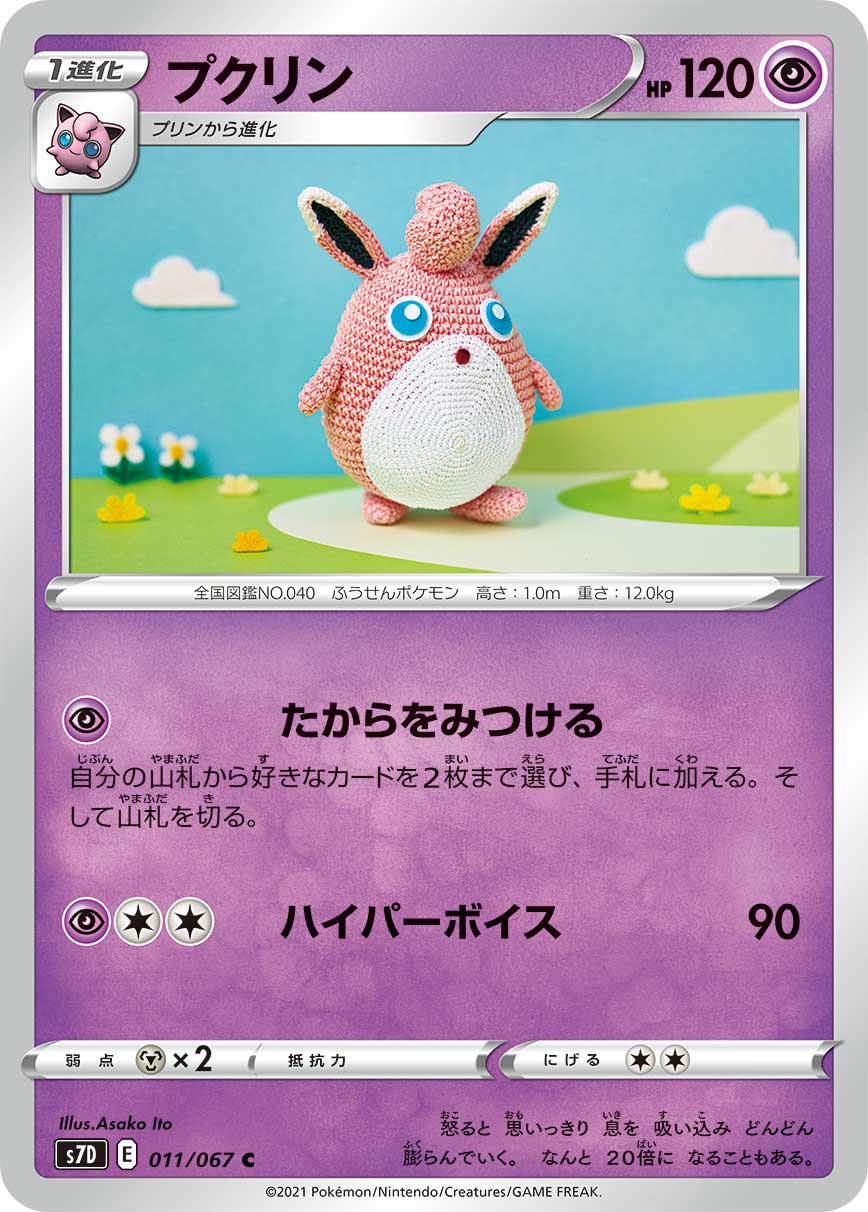 1進化
プクリン
HP 120
プリンから進化
全国図鑑NO.040 ふうせんポケモン 高さ：1.0m 重さ：12.0kg
たからをみつける
自分の山札から好きなカードを2枚まで選び、手札に加える。そ
して山札を切る。
ハイパーボイス 90
弱点 ×2 抵抗力 にげる
Illus.Asako Ito
怒ると 思いっきり 息を 吸い込み どんどん
膨らんでいく。 なんと 20倍に なることもある。
s7D E 011/067 C
©2021 Pokémon/Nintendo/Creatures/GAME FREAK.